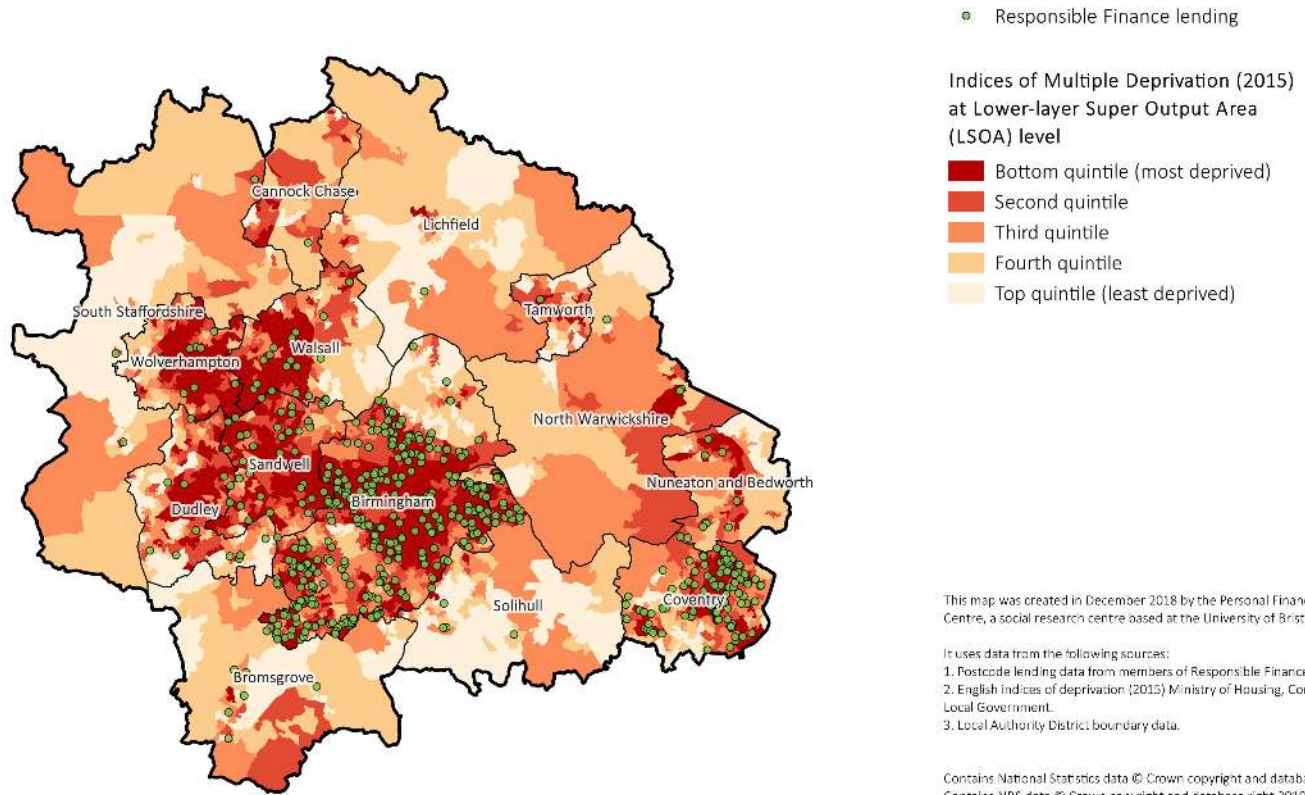 Responsible Finance lending
Indices of Multiple Deprivation (2015)
at Lower-layer Super Output Area
(LSOA) level
Bottom quintile (most deprived)
Second quintile
Third quintile
Fourth quintile
Top quintile (least deprived)
Cannock Chase
Lichfield
South Staffordshire
Tamworth
Walsall
Wolverhampton
North Warwickshire
Sandwell
Nuneaton and Bedworth
Birmingham
Dudley
Solihull
Coventry
Bromsgrove
This map was created in December 2018 by the Personal Finan
Centre, a social research centre based at the University of Brist
It uses data from the following sources:
1. Postcode lending data from members of Responsible Finance
2. English indices of deprivation (2015) Ministry of Housing, Co
Local Government.
3. Local Authority District boundary data.
Contains National Statistics data © Crown copyright and databa